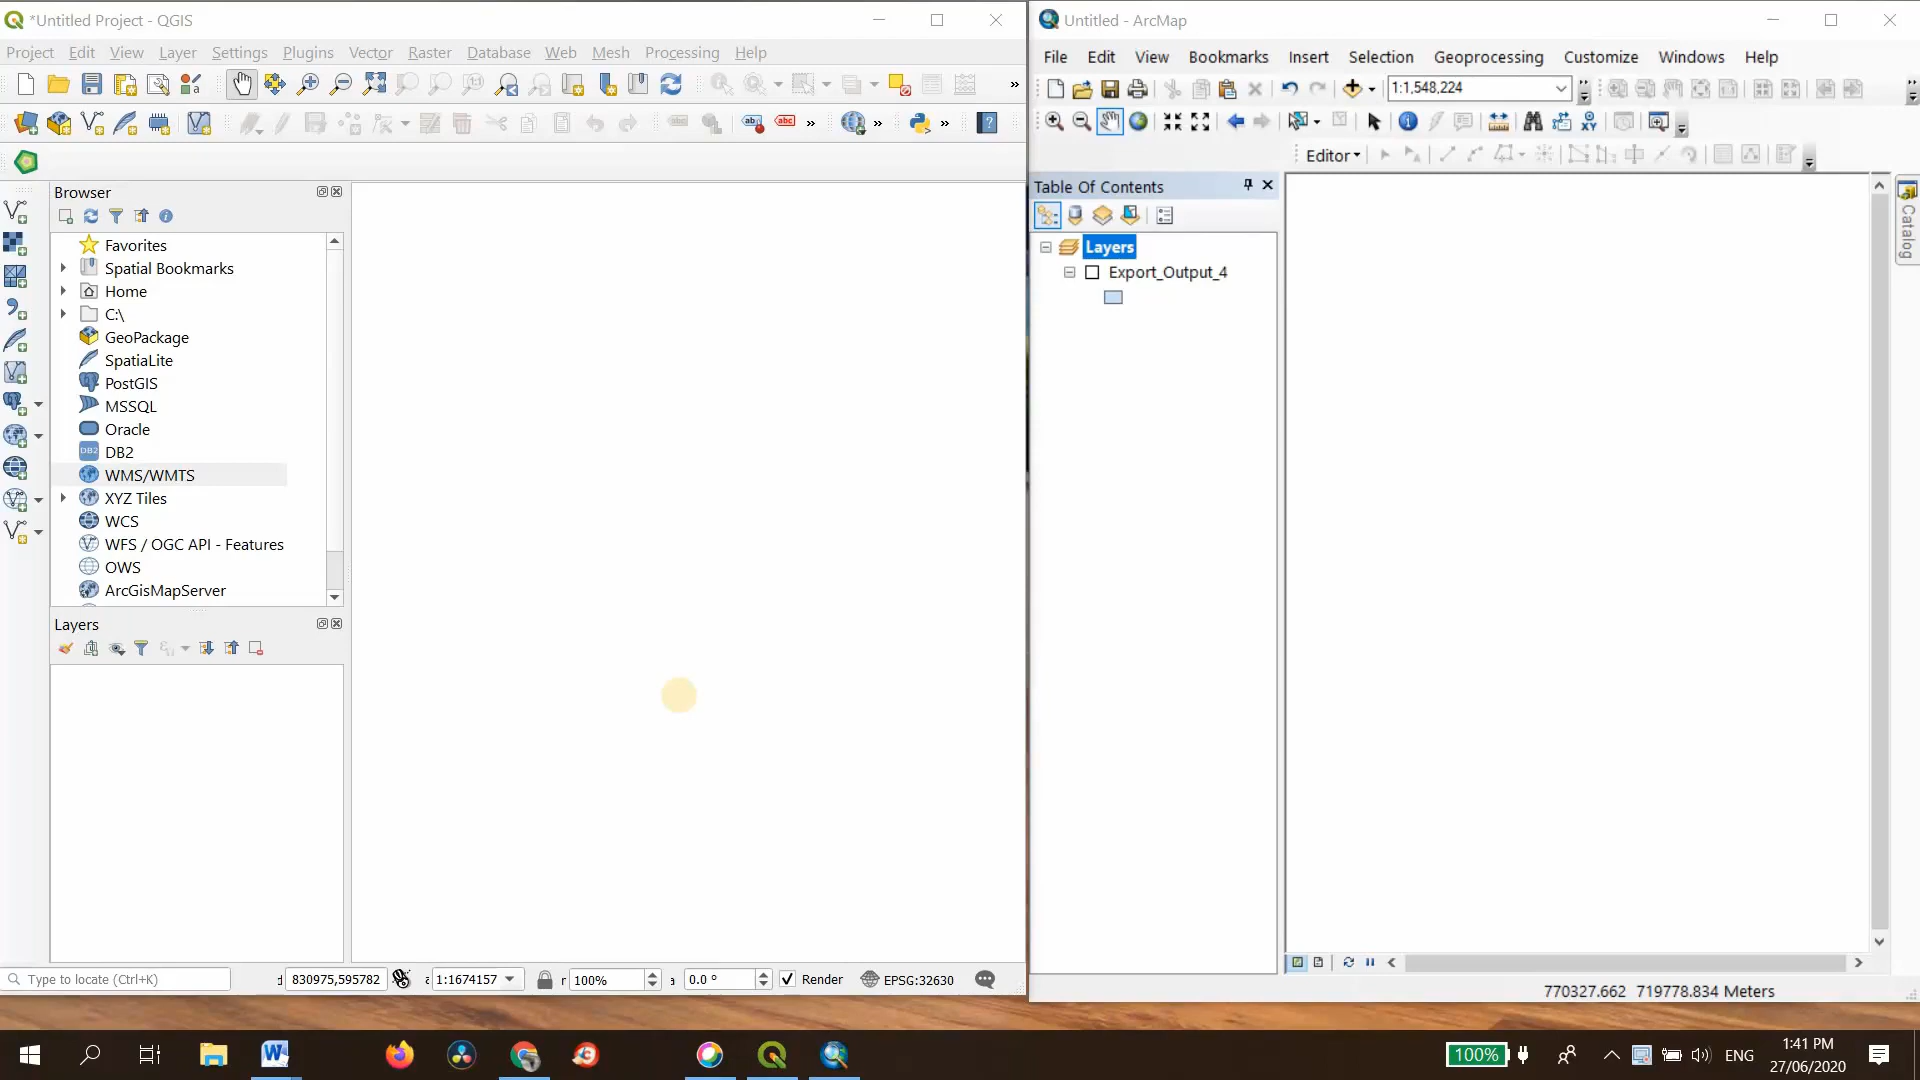 *Untitled Project - QGIS
Project Edit View Layer Settings Plugins Vector Raster Database Web Mesh Processing Help
»
abc » »
Browser
Favorites
Spatial Bookmarks
Home
C:\
GeoPackage
SpatiaLite
PostGIS
MSSQL
Oracle
DB2
WMS/WMTS
XYZ Tiles
WCS
WFS / OGC API - Features
OWS
ArcGisMapServer
Layers
Type to locate (Ctrl+K)
830975,595782
1:1674157
100%
0.0 °
Render
EPSG:32630
Untitled - ArcMap
File Edit View Bookmarks Insert Selection Geoprocessing Customize Windows Help
1:1,548,224
Editor
Table Of Contents
Layers
Export_Output_4
Catalog
770327.662 719778.834 Meters
100%
ENG
1:41 PM
27/06/2020